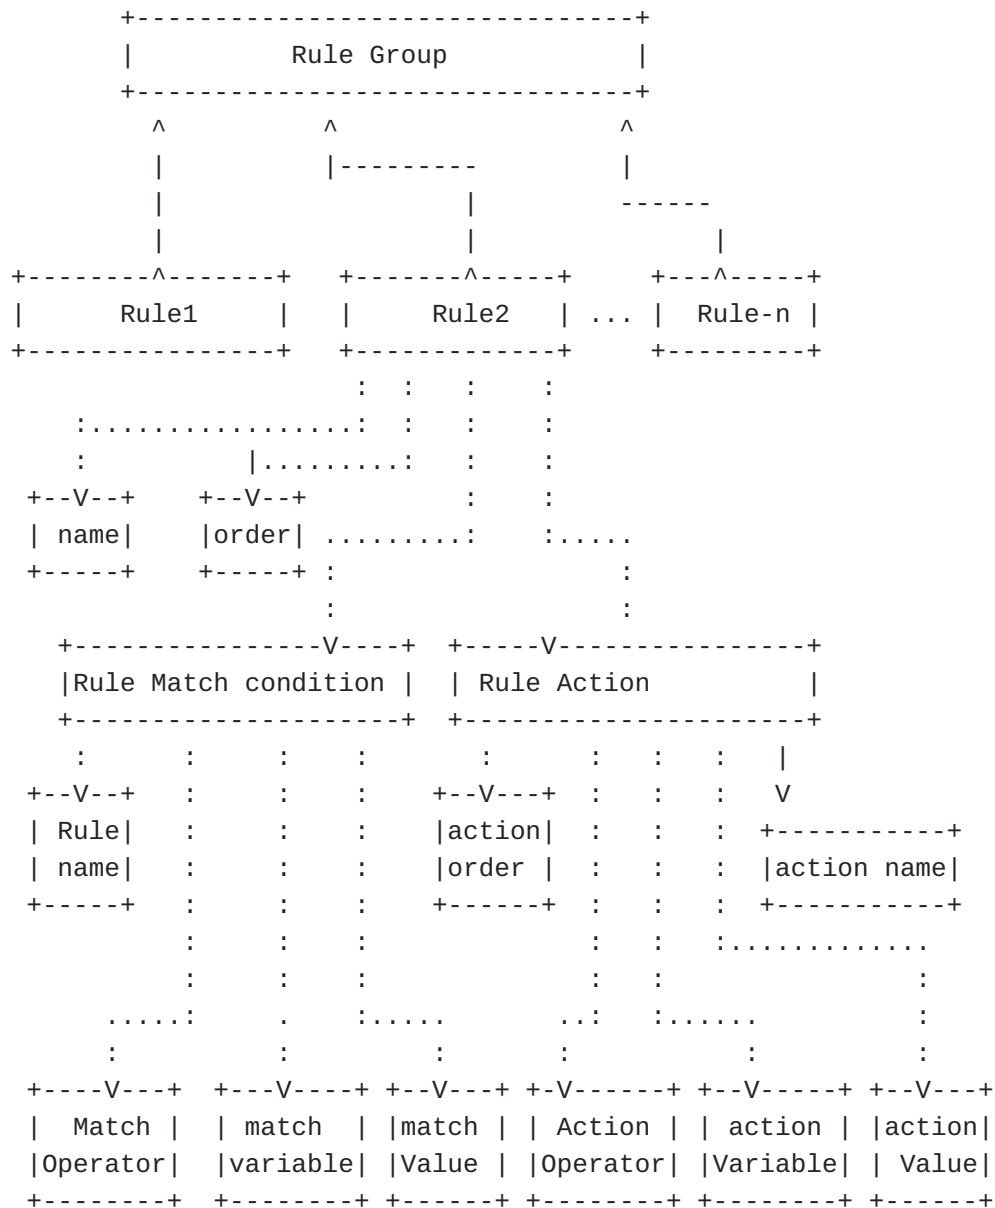 Rule Group
Rule1 Rule2 ... Rule-n
name order
Rule Match condition Rule Action
Rule action
name order action name
Match match match Action action action
Operator variable Value Operator Variable Value